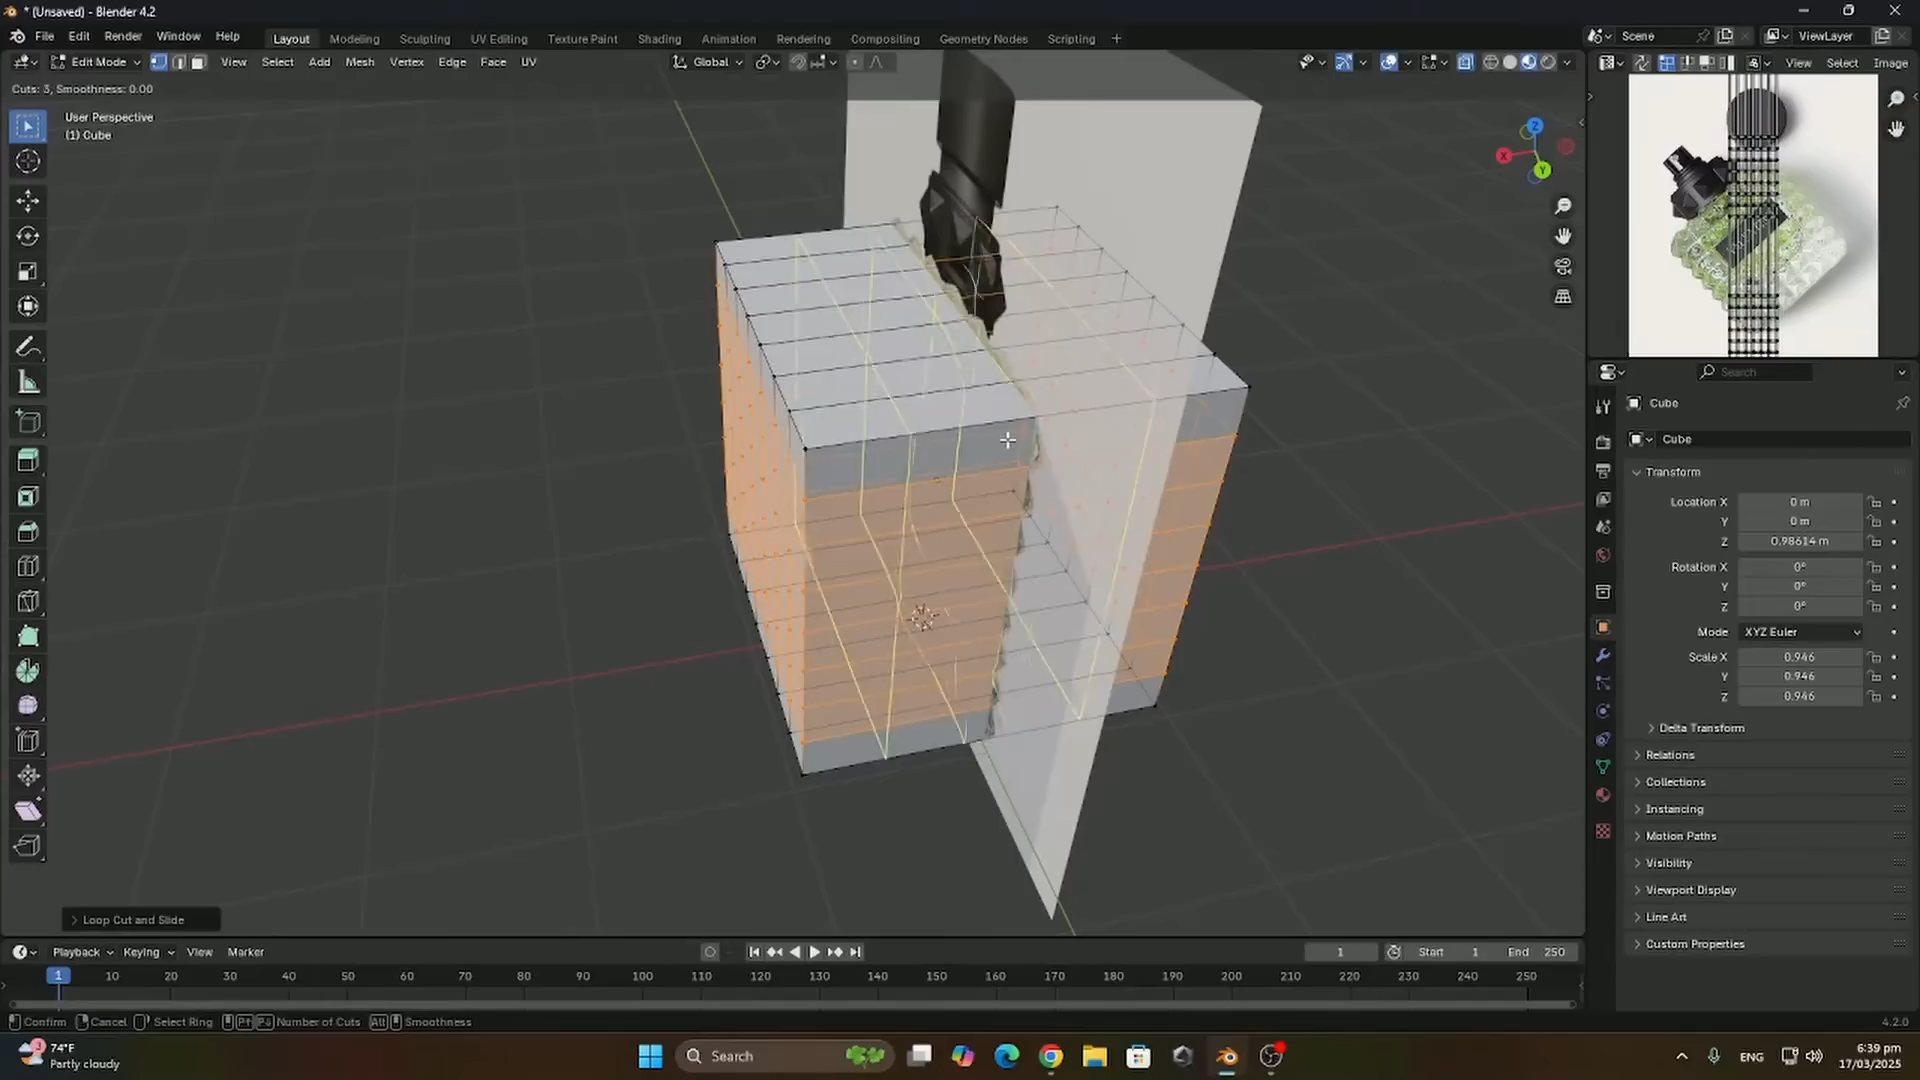 * (Unsaved) - Blender 4.2
File Edit Render Window Help
Layout Modeling Sculpting UV Editing Texture Paint Shading Animation Rendering Compositing Geometry Nodes Scripting +
Scene
ViewLayer
Edit Mode View Select Add Mesh Vertex Edge Face UV
Global
View Select Image
Cuts: 3, Smoothness: 0.00
User Perspective
(1) Cube
Z
X
Y
Search
Cube
Cube
Transform
Location X 0 m
Y 0 m
Z 0.98614 m
Rotation X 0°
Y 0°
Z 0°
Mode XYZ Euler
Scale X 0.946
Y 0.946
Z 0.946
Delta Transform
Relations
Collections
Instancing
Motion Paths
Visibility
Viewport Display
Line Art
Custom Properties
Loop Cut and Slide
Playback Keying View Marker
1 Start 1 End 250
1 10 20 30 40 50 60 70 80 90 100 110 120 130 140 150 160 170 180 190 200 210 220 230 240 250
Confirm Cancel Select Ring Number of Cuts Alt Smoothness
4.2.0
74°F
Partly cloudy
Search
ENG
6:39 pm
17/03/2025